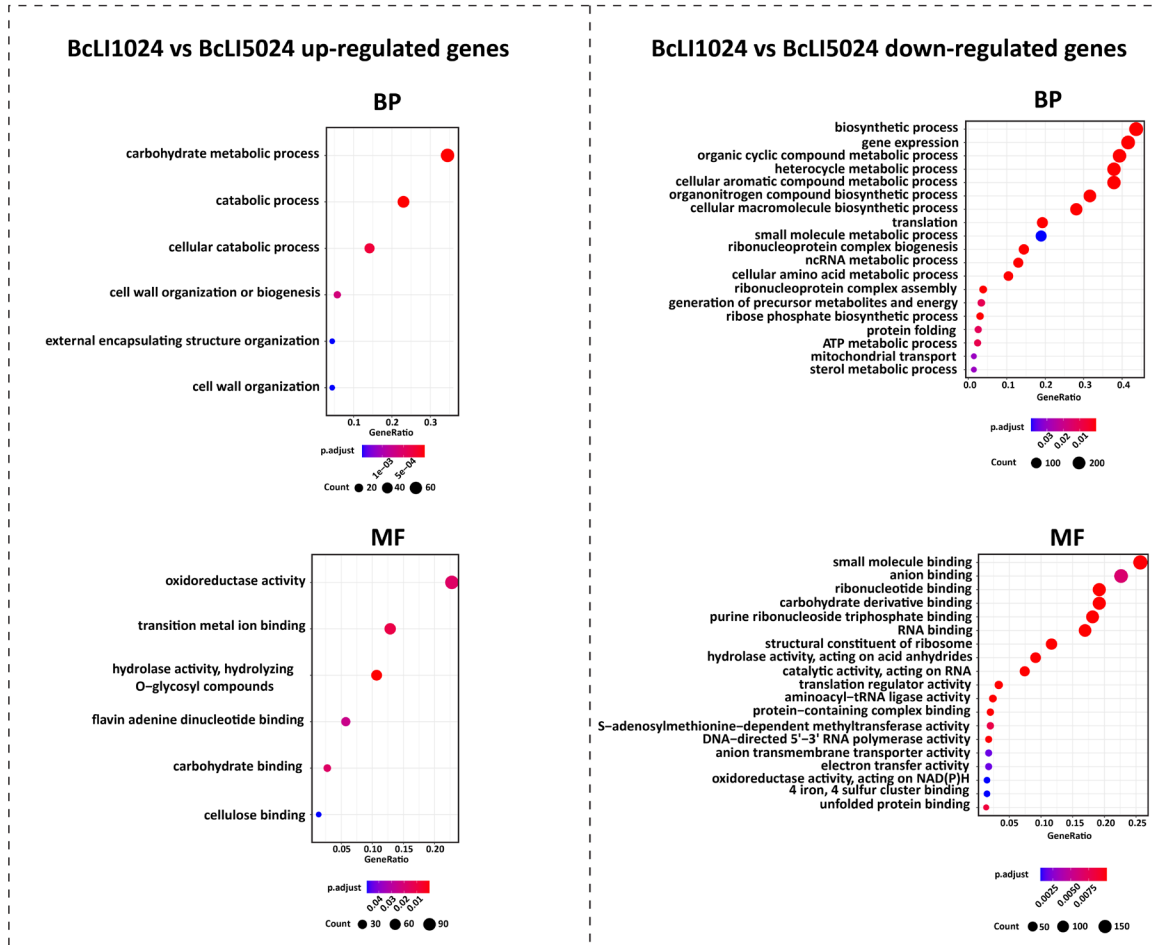 BcLI1024 vs BcLI5024 up-regulated genes
BP
carbohydrate metabolic process
catabolic process
cellular catabolic process
cell wall organization or biogenesis
external encapsulating structure organization
cell wall organization
0.1 0.2 0.3
GeneRatio
p.adjust
1e−03 5e−04
Count 20 40 60
MF
oxidoreductase activity
transition metal ion binding
hydrolase activity, hydrolyzing
O−glycosyl compounds
flavin adenine dinucleotide binding
carbohydrate binding
cellulose binding
0.05 0.10 0.15 0.20
GeneRatio
p.adjust
0.04 0.03 0.02 0.01
Count 30 60 90
BcLI1024 vs BcLI5024 down-regulated genes
BP
biosynthetic process
gene expression
organic cyclic compound metabolic process
heterocycle metabolic process
cellular aromatic compound metabolic process
organonitrogen compound biosynthetic process
cellular macromolecule biosynthetic process
translation
small molecule metabolic process
ribonucleoprotein complex biogenesis
ncRNA metabolic process
cellular amino acid metabolic process
ribonucleoprotein complex assembly
generation of precursor metabolites and energy
ribose phosphate biosynthetic process
protein folding
ATP metabolic process
mitochondrial transport
sterol metabolic process
0.0 0.1 0.2 0.3 0.4
GeneRatio
p.adjust
0.03 0.02 0.01
Count 100 200
MF
small molecule binding
anion binding
ribonucleotide binding
carbohydrate derivative binding
purine ribonucleoside triphosphate binding
RNA binding
structural constituent of ribosome
hydrolase activity, acting on acid anhydrides
catalytic activity, acting on RNA
translation regulator activity
aminoacyl−tRNA ligase activity
protein−containing complex binding
S−adenosylmethionine−dependent methyltransferase activity
DNA−directed 5'−3' RNA polymerase activity
anion transmembrane transporter activity
electron transfer activity
oxidoreductase activity, acting on NAD(P)H
4 iron, 4 sulfur cluster binding
unfolded protein binding
0.05 0.10 0.15 0.20 0.25
GeneRatio
p.adjust
0.0025 0.0050 0.0075
Count 50 100 150